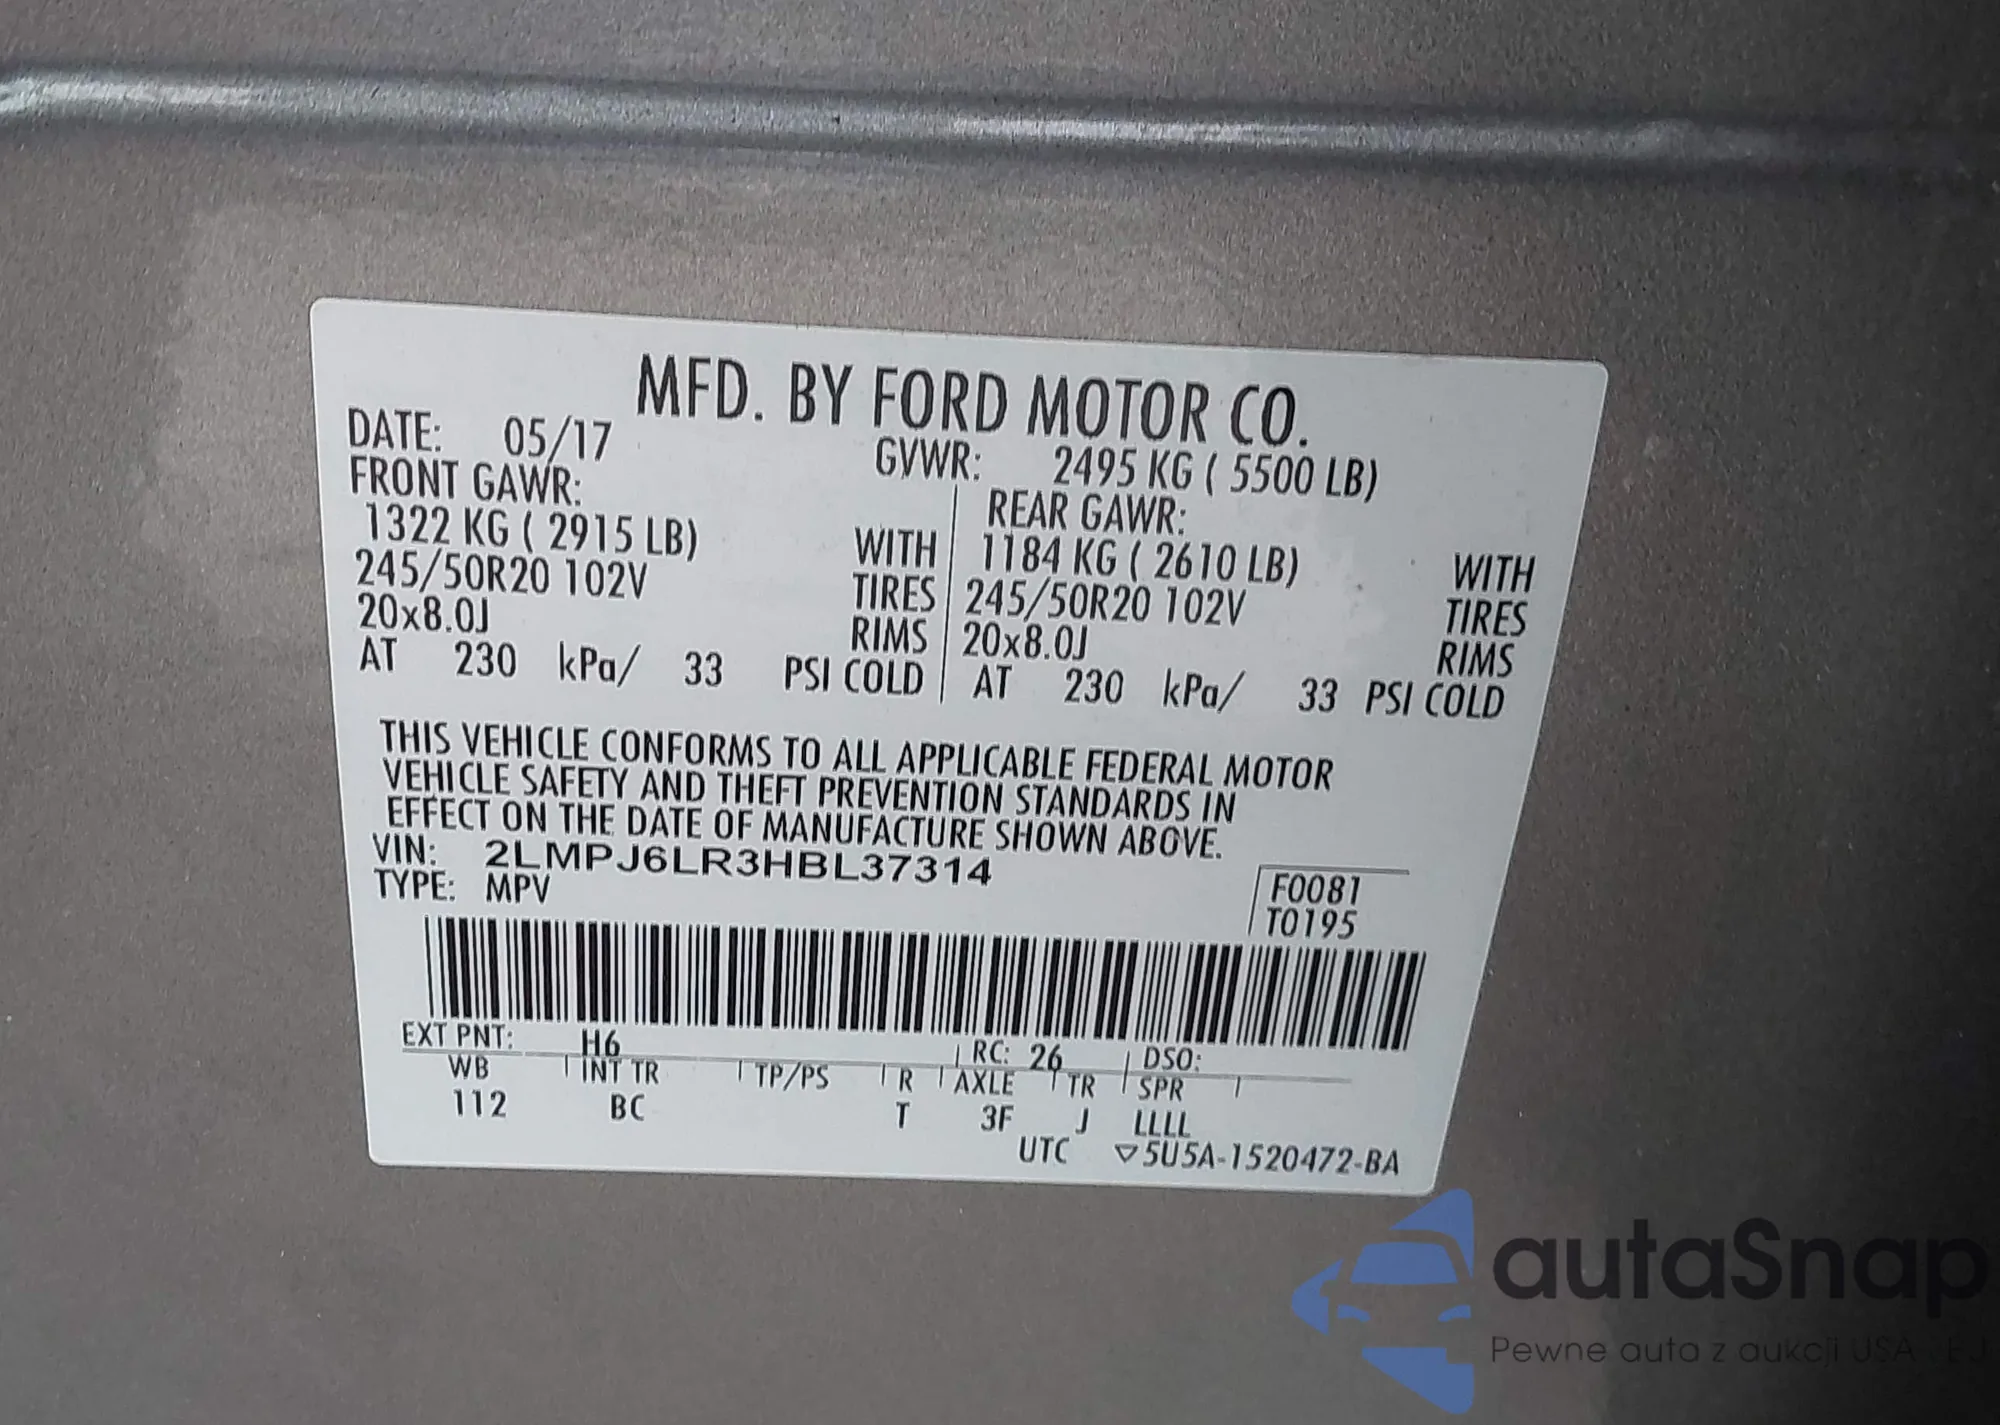 MFD. BY FORD MOTOR CO.
DATE: 05/17 GVWR: 2495 KG ( 5500 LB)
FRONT GAWR: REAR GAWR:
1322 KG ( 2915 LB) WITH 1184 KG ( 2610 LB) WITH
245/50R20 102V TIRES 245/50R20 102V TIRES
20x8.0J RIMS 20x8.0J RIMS
AT 230 kPa/ 33 PSI COLD AT 230 kPa/ 33 PSI COLD
THIS VEHICLE CONFORMS TO ALL APPLICABLE FEDERAL MOTOR
VEHICLE SAFETY AND THEFT PREVENTION STANDARDS IN
EFFECT ON THE DATE OF MANUFACTURE SHOWN ABOVE.
VIN: 2LMPJ6LR3HBL37314
TYPE: MPV
F0081
T0195
EXT PNT: H6 RC: 26 DSO:
WB INT TR TP/PS R AXLE TR SPR
112 BC T 3F J LLLL
UTC ▽5U5A-1520472-BA
autaSnap
Pewne auta z aukcji USA